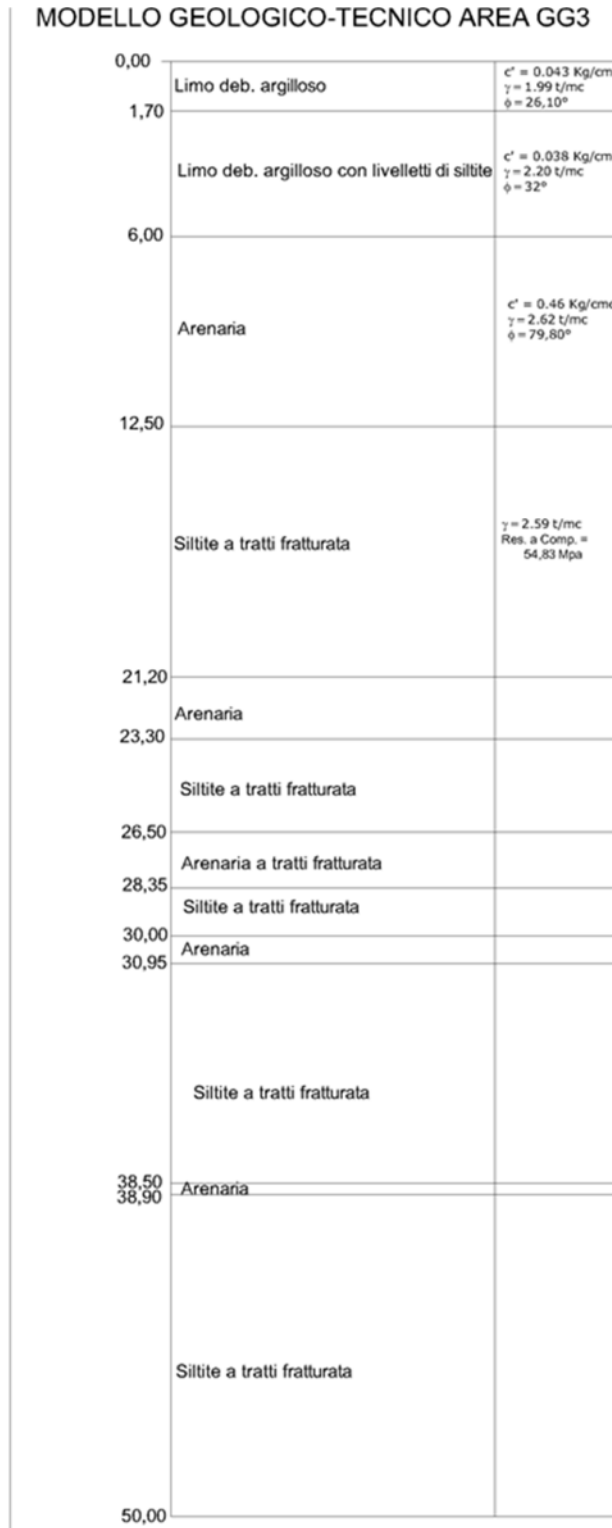 MODELLO GEOLOGICO-TECNICO AREA GG3
0,00
Limo deb. argilloso
c' = 0.043 Kg/cm
γ = 1.99 t/mc
ϕ = 26,10°
1,70
Limo deb. argilloso con livelletti di siltite
c' = 0.038 Kg/cm
γ = 2.20 t/mc
ϕ = 32°
6,00
Arenaria
c' = 0.46 Kg/cmc
γ = 2.62 t/mc
ϕ = 79,80°
12,50
Siltite a tratti fratturata
γ = 2.59 t/mc
Res. a Comp. =
54,83 Mpa
21,20
Arenaria
23,30
Siltite a tratti fratturata
26,50
Arenaria a tratti fratturata
28,35
Siltite a tratti fratturata
30,00
Arenaria
30,95
Siltite a tratti fratturata
38,50
Arenaria
38,90
Siltite a tratti fratturata
50,00